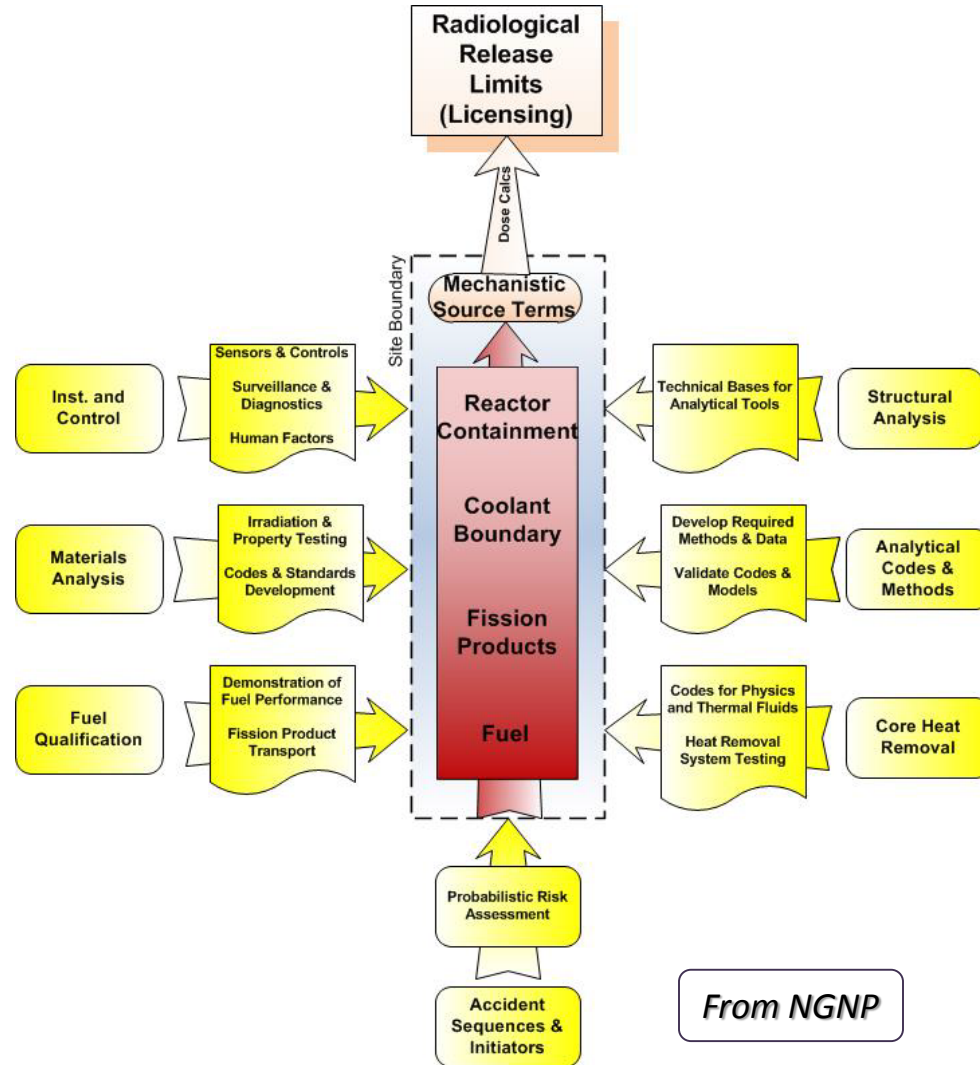 Radiological
Release
Limits
(Licensing)
Dose Calcs
Site Boundary
Mechanistic
Source Terms
Inst. and
Control
Sensors & Controls
Surveillance &
Diagnostics
Human Factors
Reactor
Containment
Technical Bases for
Analytical Tools
Structural
Analysis
Materials
Analysis
Irradiation &
Property Testing
Codes & Standards
Development
Coolant
Boundary
Develop Required
Methods & Data
Validate Codes &
Models
Analytical
Codes &
Methods
Fuel
Qualification
Demonstration of
Fuel Performance
Fission Product
Transport
Fission
Products
Fuel
Codes for Physics
and Thermal Fluids
Heat Removal
System Testing
Core Heat
Removal
Probabilistic Risk
Assessment
Accident
Sequences &
Initiators
From NGNP